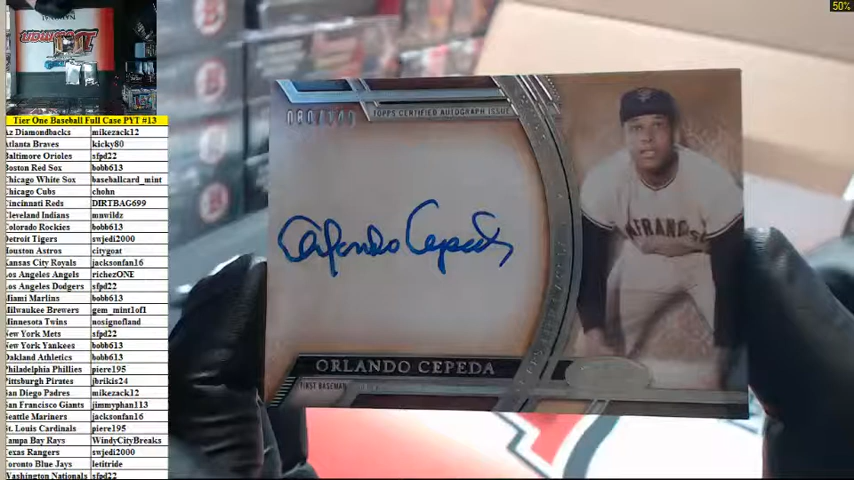 50%
Tier One Baseball Full Case PYT #13
Az Diamondbacks mikezack12
Atlanta Braves kicky80
Baltimore Orioles sfpd22
Boston Red Sox bobb613
Chicago White Sox baseballcard_mint
Chicago Cubs chohn
Cincinnati Reds DIRTBAG699
Cleveland Indians mnwildz
Colorado Rockies bobb613
Detroit Tigers swjedi2000
Houston Astros citygoat
Kansas City Royals jacksonfan16
Los Angeles Angels richezONE
Los Angeles Dodgers sfpd22
Miami Marlins bobb613
Milwaukee Brewers gem_mint1of1
Minnesota Twins nosignofland
New York Mets sfpd22
New York Yankees bobb613
Oakland Athletics bobb613
Philadelphia Phillies piere195
Pittsburgh Pirates jbrikis24
San Diego Padres mikezack12
San Francisco Giants jimmyphan113
Seattle Mariners jacksonfan16
St. Louis Cardinals piere195
Tampa Bay Rays WindyCityBreaks
Texas Rangers swjedi2000
Toronto Blue Jays letitride
Washington Nationals sfpd22
080/140
TOPPS CERTIFIED AUTOGRAPH ISSUE
Orlando Cepeda
FRANC
ORLANDO CEPEDA
FIRST BASEMAN